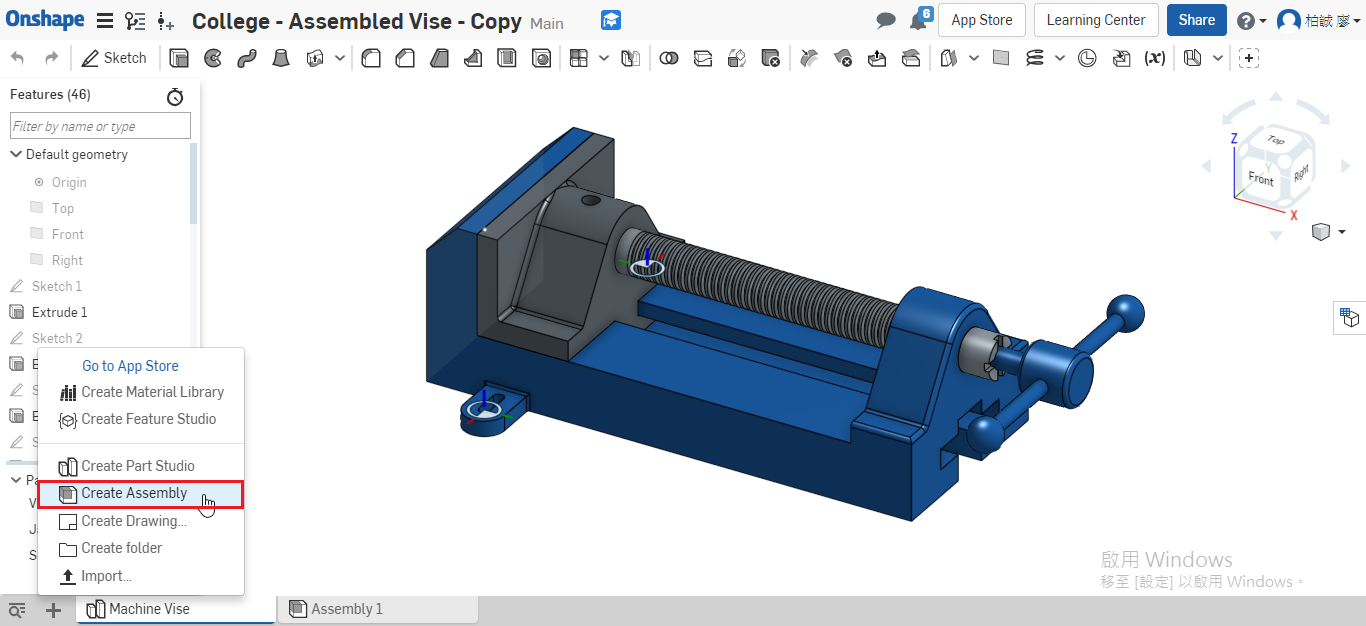 Onshape College - Assembled Vise - Copy Main 6 App Store Learning Center Share 柏誠 廖
Sketch (x)
Features (46)
Filter by name or type
Default geometry
Origin
Top
Front
Right
Sketch 1
Extrude 1
Sketch 2
E
S
E
S
Pa
V
Ja
S
Go to App Store
Create Material Library
Create Feature Studio
Create Part Studio
Create Assembly
Create Drawing...
Create folder
Import...
Z
Top
Y
Front
Right
X
啟用 Windows
移至 [設定] 以啟用 Windows。
Machine Vise
Assembly 1